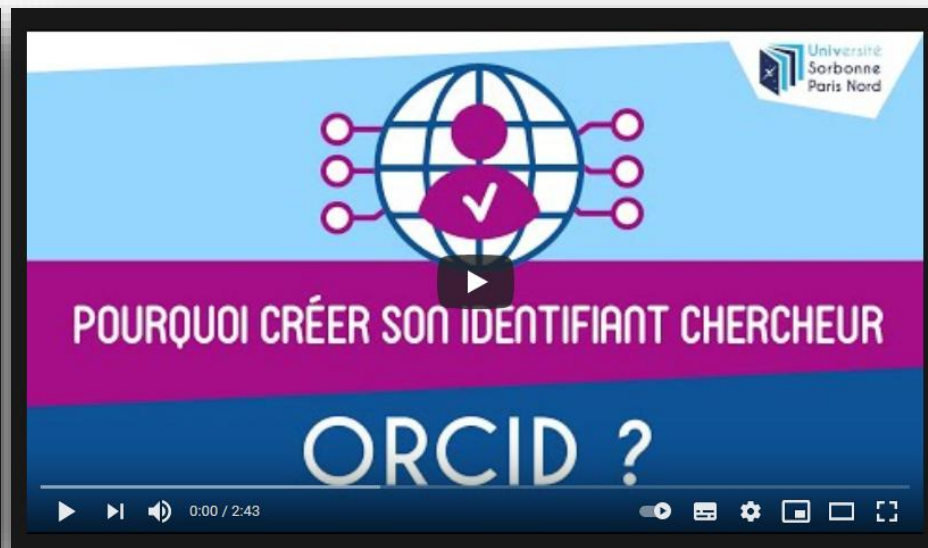 Université
Sorbonne
Paris Nord
POURQUOI CRÉER SON IDENTIFIANT CHERCHEUR
ORCID ?
0:00 / 2:43